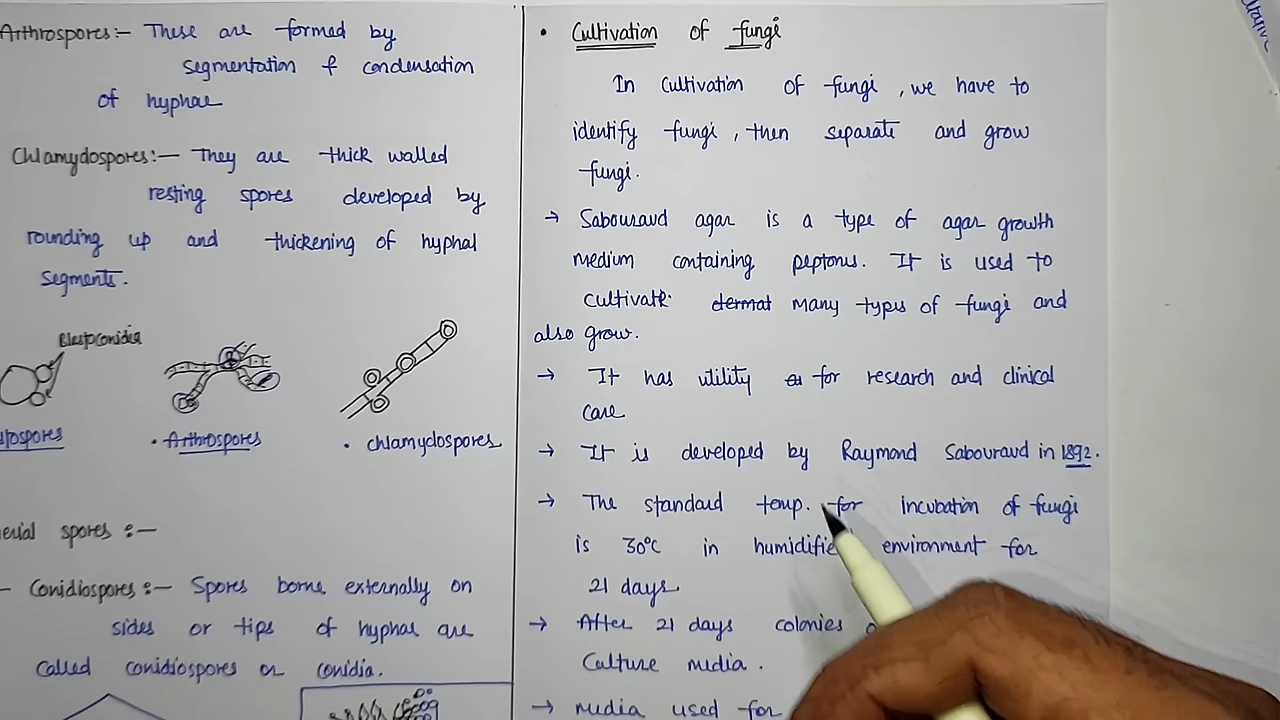 Arthrospores:- These are formed by
segmentation & condensation
of hyphae
Chlamydospores:- They are thick walled
resting spores developed by
rounding up and thickening of hyphal
segments.
Blastoconidia
• Arthrospores
• chlamydospores
spores :-
Conidiospores:- Spores borne externally on
sides or tips of hyphae are
called conidiospores or conidia.
• Cultivation of fungi
In cultivation of fungi, we have to
identify fungi, then separate and grow
fungi.
→ Sabouraud agar is a type of agar growth
medium containing peptones. It is used to
cultivate many types of fungi and
also grow.
→ It has utility for research and clinical
care
→ It is developed by Raymond Sabouraud in 1892.
→ The standard temp. for incubation of fungi
is 30°C in humidified environment for
21 days
→ After 21 days colonies
Culture media.
→ media used for